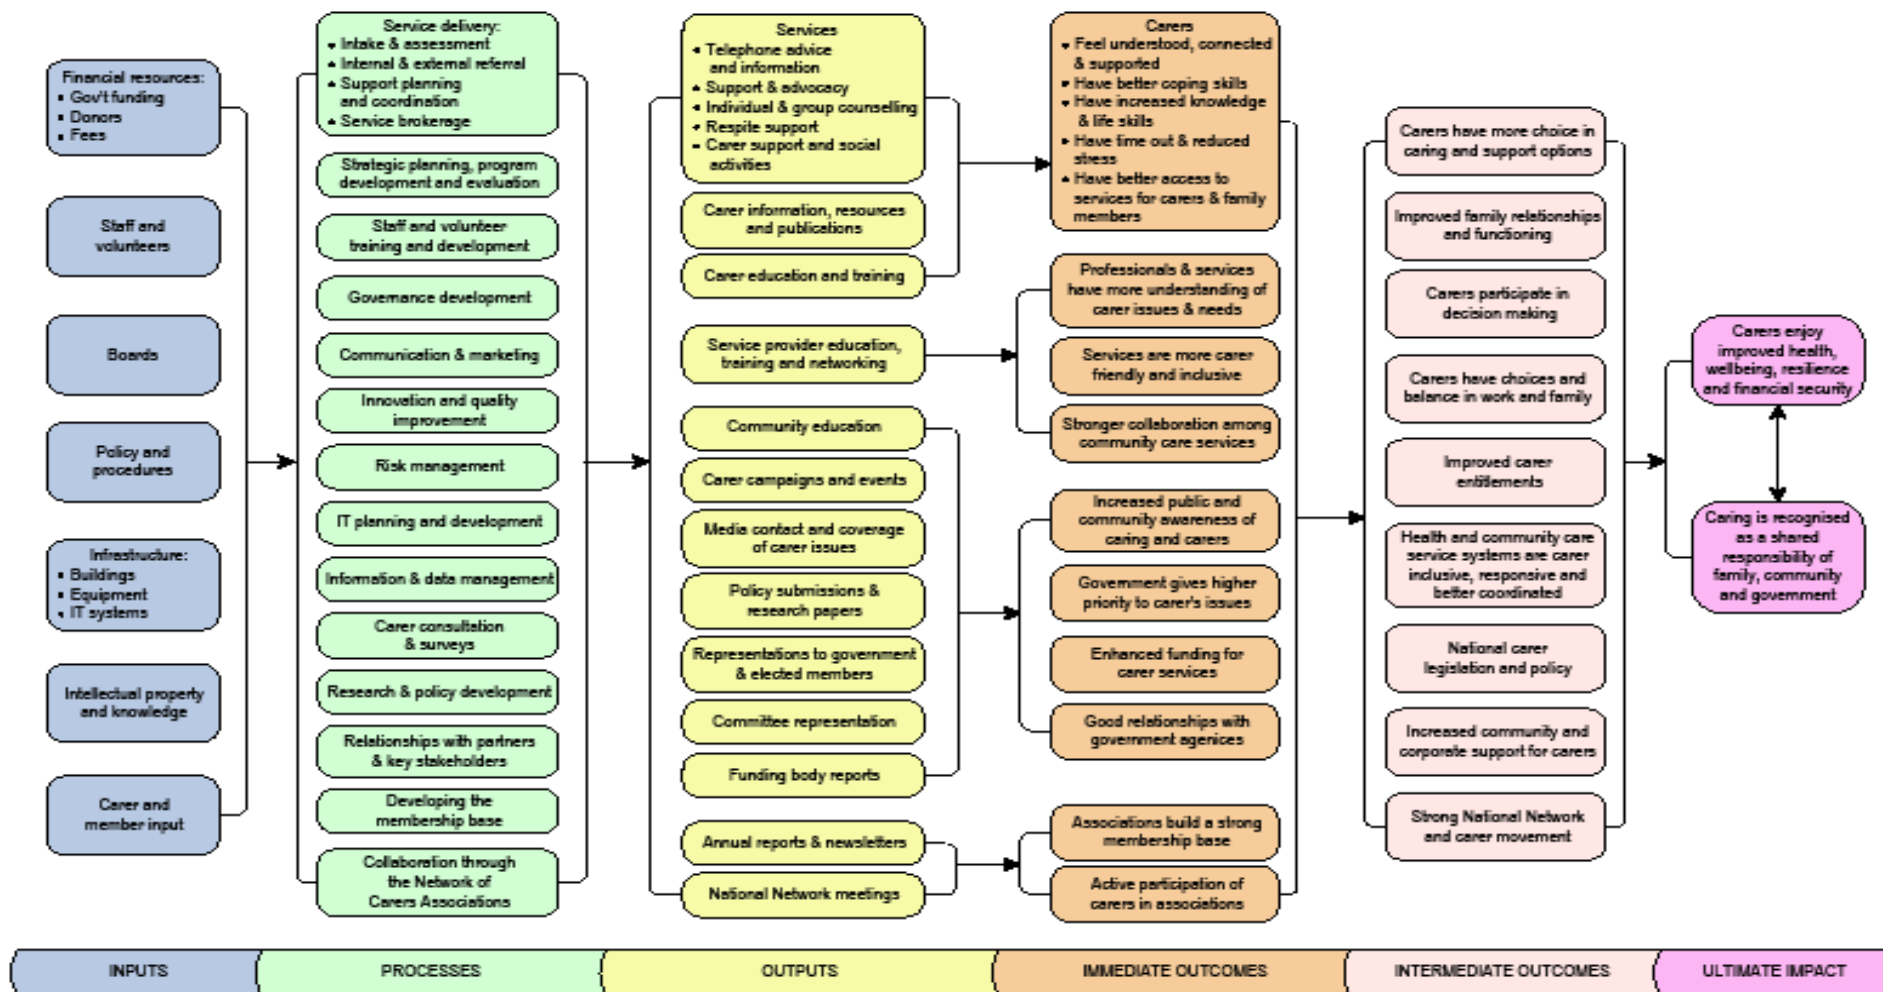 Financial resources:
▪ Gov't funding
▪ Donors
▪ Fees
Staff and
volunteers
Boards
Policy and
procedures
Infrastructure:
▪ Buildings
▪ Equipment
▪ IT systems
Intellectual property
and knowledge
Carer and
member input
Service delivery:
• Intake & assessment
• Internal & external referral
• Support planning
and coordination
• Service brokerage
Strategic planning, program
development and evaluation
Staff and volunteer
training and development
Governance development
Communication & marketing
Innovation and quality
improvement
Risk management
IT planning and development
Information & data management
Carer consultation
& surveys
Research & policy development
Relationships with partners
& key stakeholders
Developing the
membership base
Collaboration through
the Network of
Carers Associations
Services
• Telephone advice
and information
• Support & advocacy
• Individual & group counselling
• Respite support
• Carer support and social
activities
Carer information, resources
and publications
Carer education and training
Service provider education,
training and networking
Community education
Carer campaigns and events
Media contact and coverage
of carer issues
Policy submissions &
research papers
Representations to government
& elected members
Committee representation
Funding body reports
Annual reports & newsletters
National Network meetings
Carers
• Feel understood, connected
& supported
• Have better coping skills
• Have increased knowledge
& life skills
• Have time out & reduced
stress
• Have better access to
services for carers & family
members
Professionals & services
have more understanding of
carer issues & needs
Services are more carer
friendly and inclusive
Stronger collaboration among
community care services
Increased public and
community awareness of
caring and carers
Government gives higher
priority to carer's issues
Enhanced funding for
carer services
Good relationships with
government agenices
Associations build a strong
membership base
Active participation of
carers in associations
Carers have more choice in
caring and support options
Improved family relationships
and functioning
Carers participate in
decision making
Carers have choices and
balance in work and family
Improved carer
entitlements
Health and community care
service systems are carer
inclusive, responsive and
better coordinated
National carer
legislation and policy
Increased community and
corporate support for carers
Strong National Network
and carer movement
Carers enjoy
improved health,
wellbeing, resilience
and financial security
Caring is recognised
as a shared
responsibility of
family, community
and government
INPUTS
PROCESSES
OUTPUTS
IMMEDIATE OUTCOMES
INTERMEDIATE OUTCOMES
ULTIMATE IMPACT